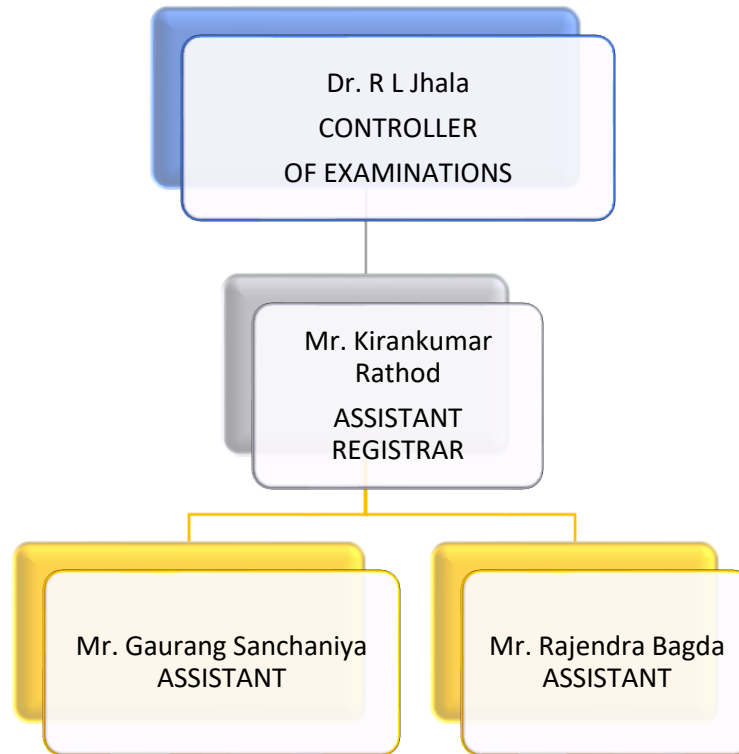 Dr. R L Jhala
CONTROLLER
OF EXAMINATIONS
Mr. Kirankumar
Rathod
ASSISTANT
REGISTRAR
Mr. Gaurang Sanchaniya
ASSISTANT
Mr. Rajendra Bagda
ASSISTANT